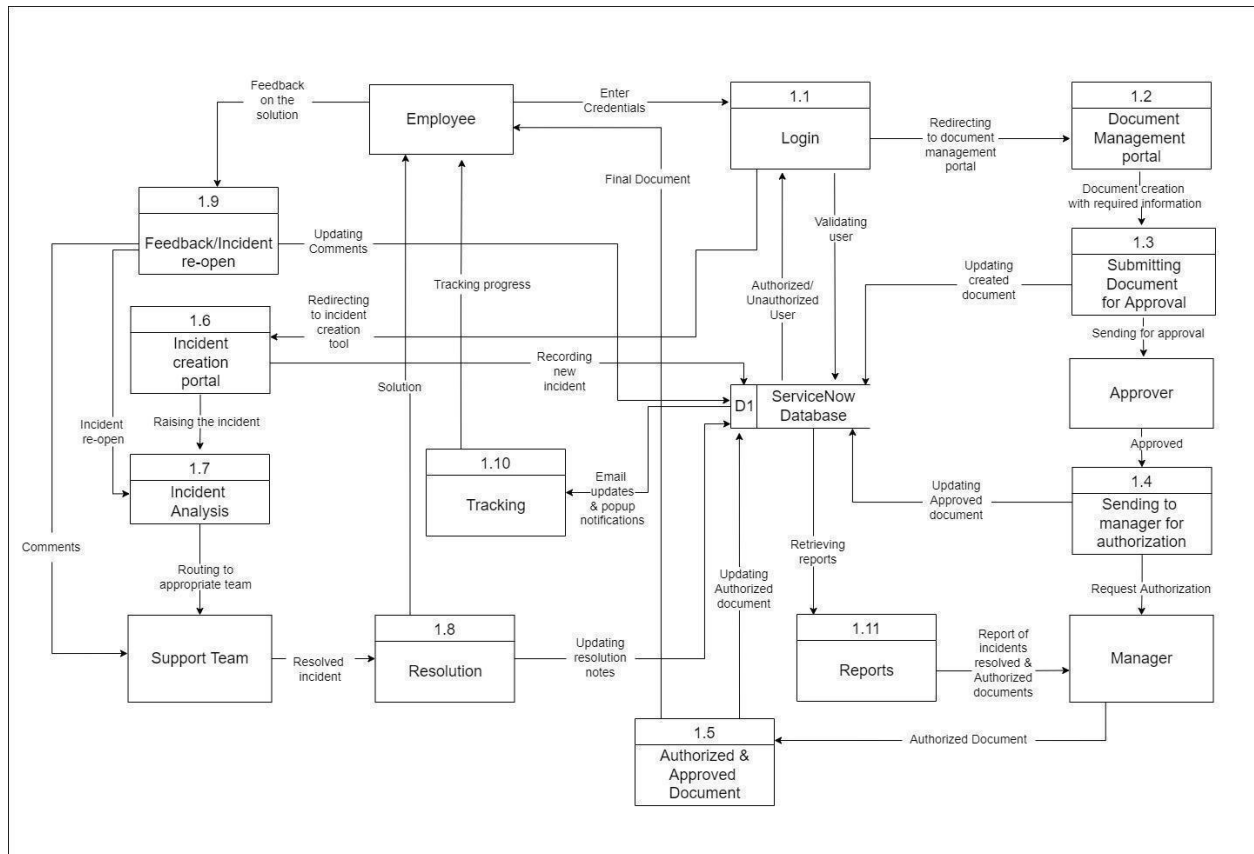 Feedback
on the
solution
Employee
Enter
Credentials
1.1
Login
Redirecting
to document
management
portal
1.2
Document
Management
portal
Final Document
Document creation
with required information
1.9
Feedback/Incident
re-open
Updating
Comments
Validating
user
1.3
Submitting
Document
for Approval
Updating
created
document
Tracking progress
Authorized/
Unauthorized
User
Redirecting
to incident
creation
tool
1.6
Incident
creation
portal
Sending for approval
Recording
new
incident
Solution
D1
ServiceNow
Database
Approver
Incident
re-open
Raising the incident
Approved
1.7
Incident
Analysis
1.10
Tracking
Email
updates
& popup
notifications
Updating
Approved
document
1.4
Sending to
manager for
authorization
Comments
Retrieving
reports
Routing to
appropriate team
Updating
Authorized
document
Request Authorization
Support Team
Resolved
incident
1.8
Resolution
Updating
resolution
notes
1.11
Reports
Report of
incidents
resolved &
Authorized
documents
Manager
1.5
Authorized &
Approved
Document
Authorized Document